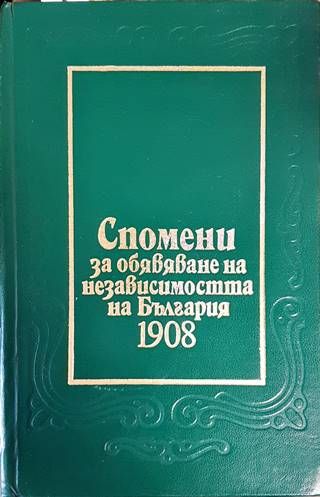 Спомени
за обявяване на
независимостта
на България
1908